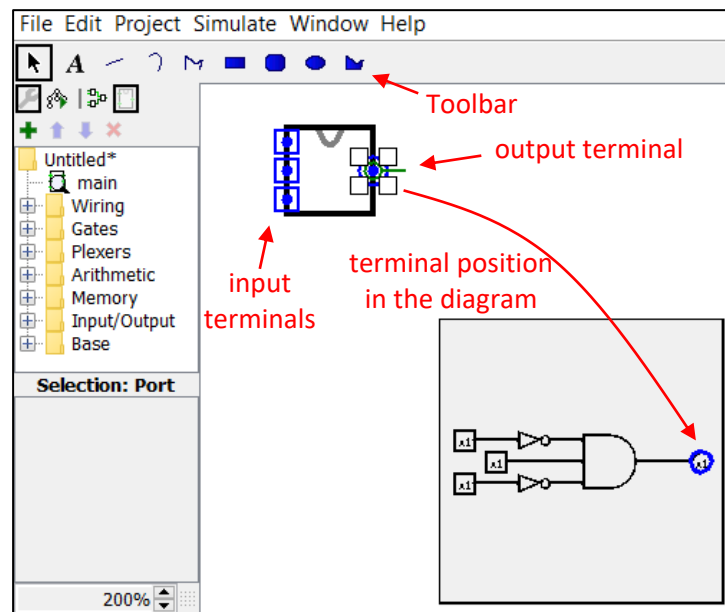 File Edit Project Simulate Window Help
A
Toolbar
Untitled*
main
Wiring
Gates
Plexers
Arithmetic
Memory
Input/Output
Base
Selection: Port
200%
output terminal
input
terminals
terminal position
in the diagram
x1
x1
x1
x1